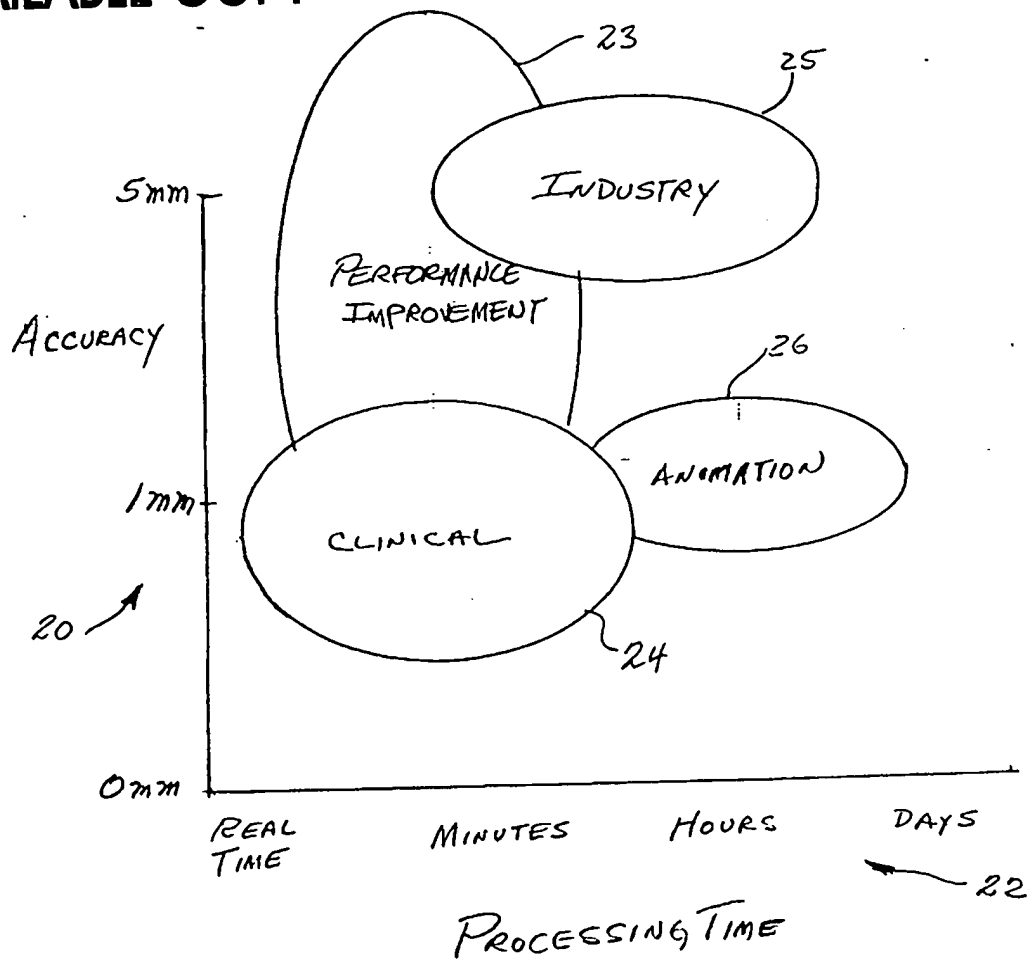 23
25
5mm
INDUSTRY
PERFORMANCE
IMPROVEMENT
ACCURACY
26
ANIMATION
1mm
CLINICAL
20
24
0mm
REAL
TIME
MINUTES
HOURS
DAYS
22
PROCESSING TIME